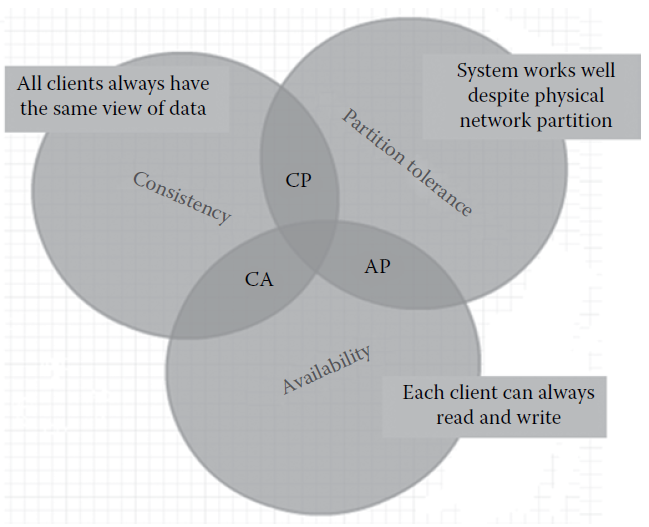 All clients always have
the same view of data
System works well
despite physical
network partition
Consistency
Partition tolerance
CP
CA
AP
Availability
Each client can always
read and write